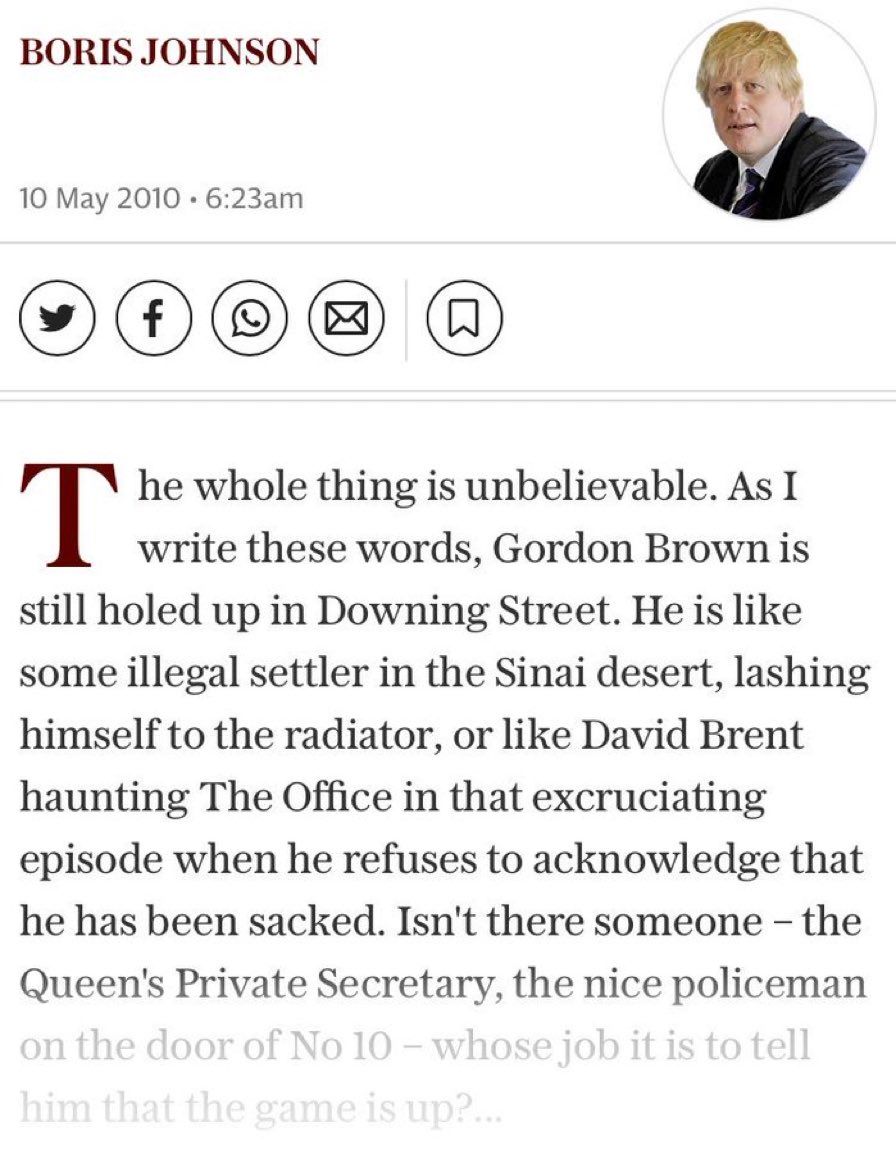 BORIS JOHNSON
10 May 2010 • 6:23am
The whole thing is unbelievable. As I
write these words, Gordon Brown is
still holed up in Downing Street. He is like
some illegal settler in the Sinai desert, lashing
himself to the radiator, or like David Brent
haunting The Office in that excruciating
episode when he refuses to acknowledge that
he has been sacked. Isn't there someone – the
Queen's Private Secretary, the nice policeman
on the door of No 10 – whose job it is to tell
him that the game is up?...